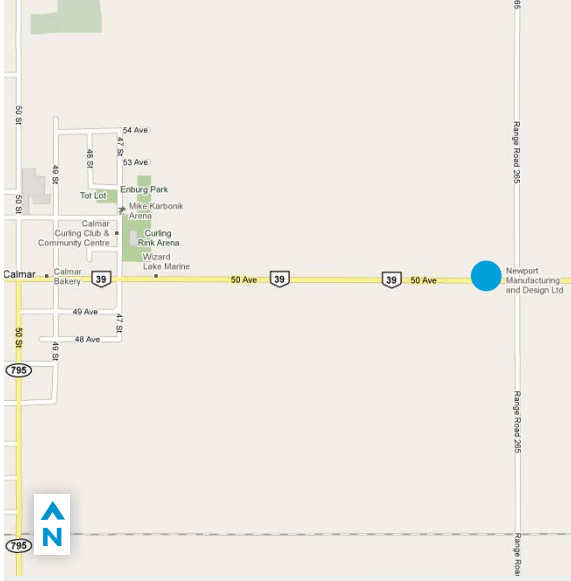 65
50 St
54 Ave
47 St
48 St
53 Ave
49 St
Range Road 265
50 St
Enburg Park
Tot Lot
Mike Karbonik
Arena
Calmar
Curling Club &
Community Centre
Curling
Rink Arena
Wizard
Lake Marine
Calmar
Calmar
Bakery
39
50 Ave
39
39
50 Ave
Newport
Manufacturing
and Design Ltd
49 Ave
47 St
50 St
48 Ave
49 St
795
Range Road 265
N
795
Range Roa